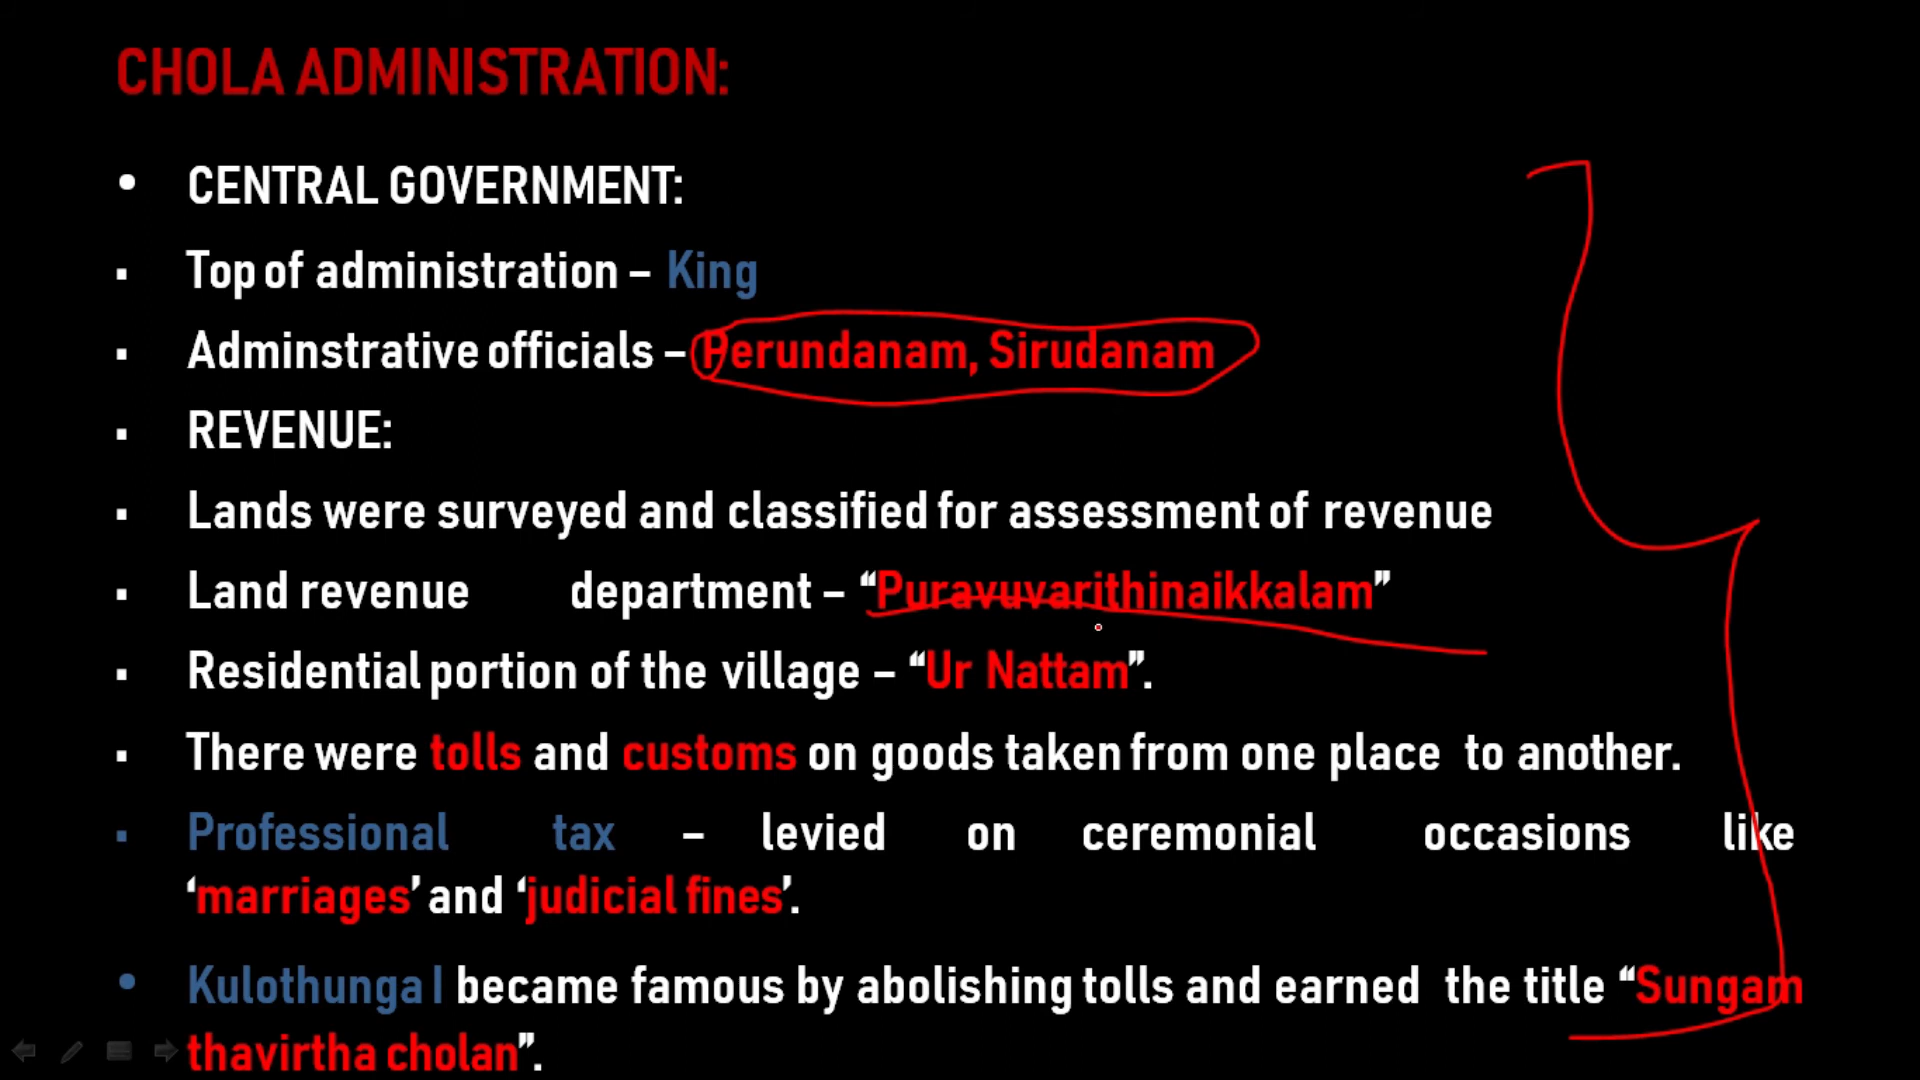 CHOLA ADMINISTRATION:
• CENTRAL GOVERNMENT:
▪ Top of administration – King
▪ Adminstrative officials – Perundanam, Sirudanam
▪ REVENUE:
▪ Lands were surveyed and classified for assessment of revenue
▪ Land revenue department – “Puravuvarithinaikkalam”
▪ Residential portion of the village – “Ur Nattam”.
▪ There were tolls and customs on goods taken from one place to another.
▪ Professional tax – levied on ceremonial occasions like
‘marriages’ and ‘judicial fines’.
• Kulothunga I became famous by abolishing tolls and earned the title “Sungam
thavirtha cholan”.